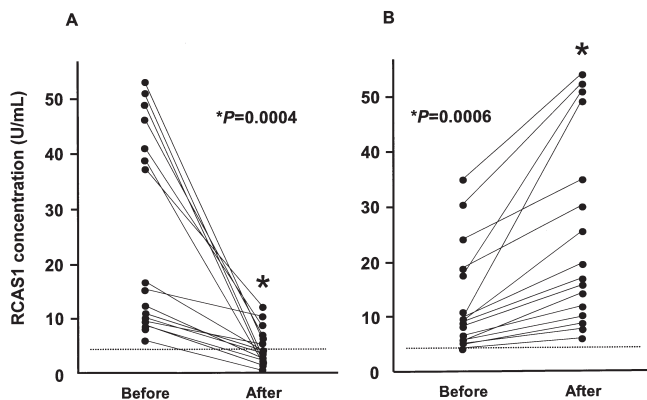 A
B
RCAS1 concentration (U/mL)
50
40
30
20
10
0
*
*P=0.0004
Before
After
50
40
30
20
10
0
*
*P=0.0006
Before
After